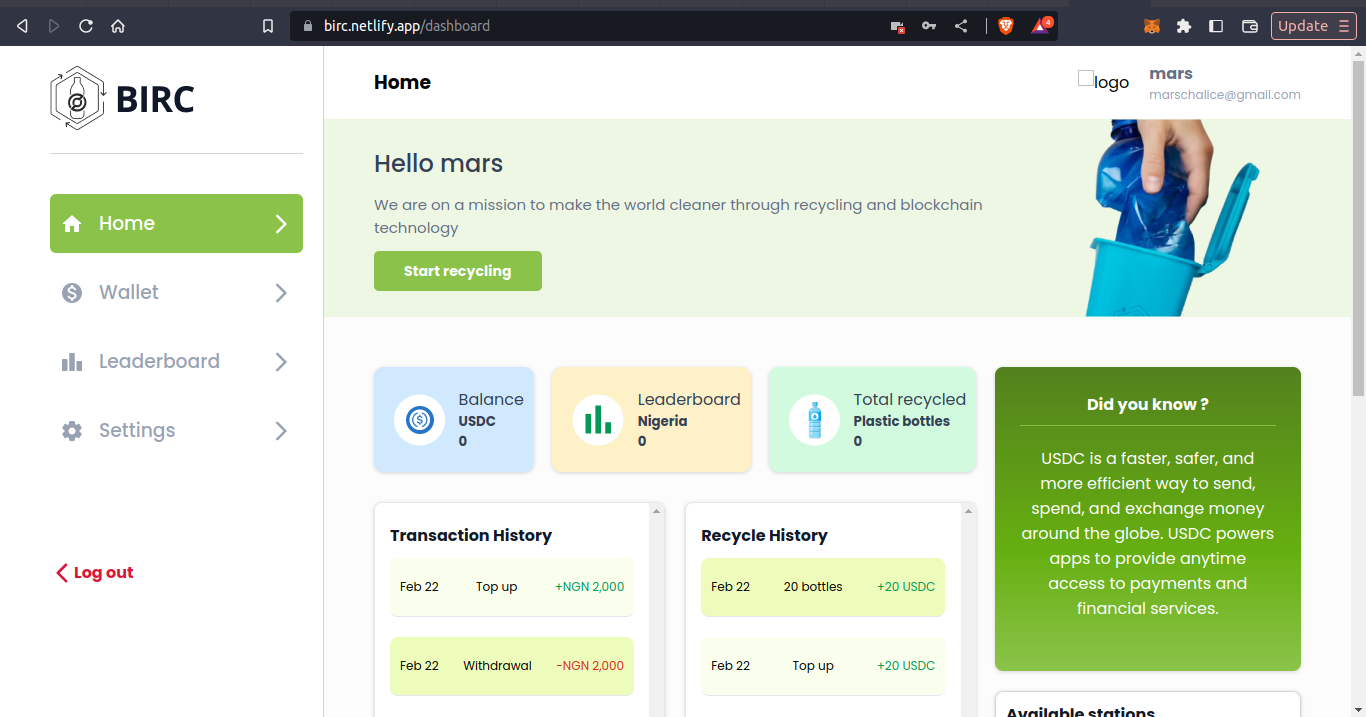 birc.netlify.app/dashboard
4
Update
BIRC
Home
Wallet
Leaderboard
Settings
Log out
Home
logo
mars
marschalice@gmail.com
Hello mars
We are on a mission to make the world cleaner through recycling and blockchain
technology
Start recycling
Balance
USDC
0
Leaderboard
Nigeria
0
Total recycled
Plastic bottles
0
Transaction History
Feb 22 Top up +NGN 2,000
Feb 22 Withdrawal -NGN 2,000
Recycle History
Feb 22 20 bottles +20 USDC
Feb 22 Top up +20 USDC
Did you know ?
USDC is a faster, safer, and
more efficient way to send,
spend, and exchange money
around the globe. USDC powers
apps to provide anytime
access to payments and
financial services.
Available stations